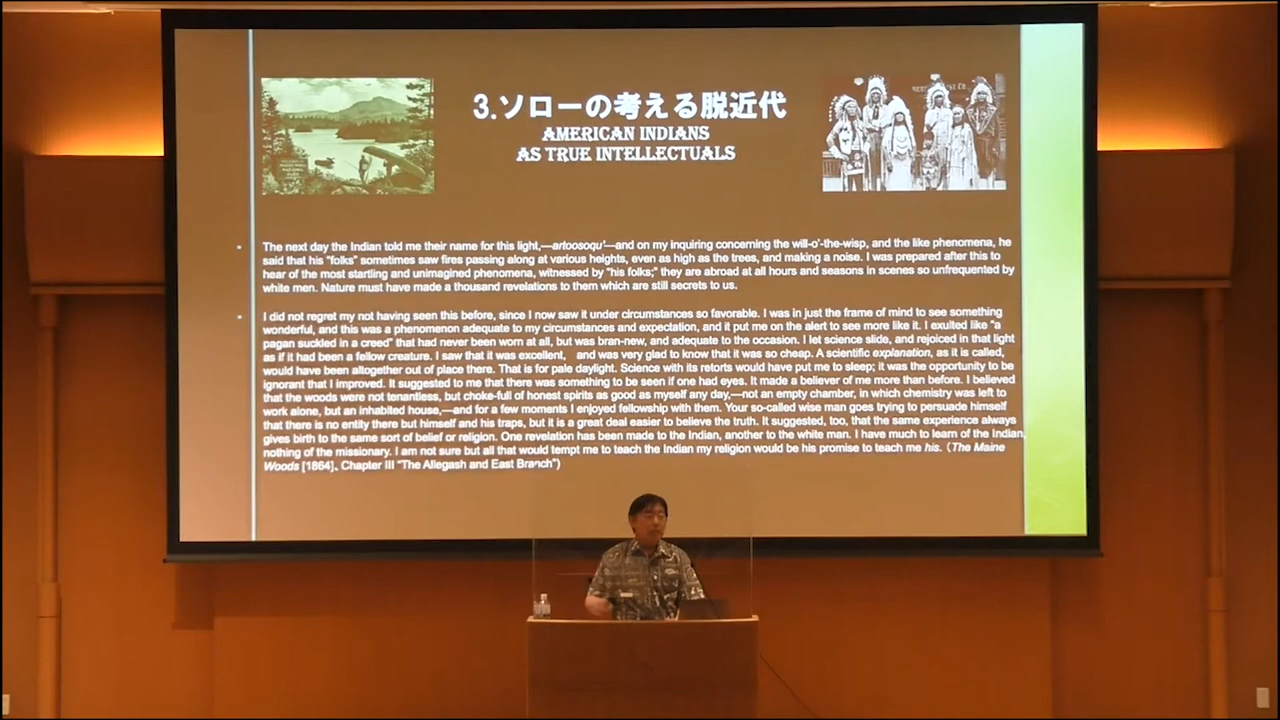 3.ソローの考える脱近代
AMERICAN INDIANS
AS TRUE INTELLECTUALS
The next day the Indian told me their name for this light,—artoosoqu'—and on my inquiring concerning the will-o'-the-wisp, and the like phenomena, he
said that his "folks" sometimes saw fires passing along at various heights, even as high as the trees, and making a noise. I was prepared after this to
hear of the most startling and unimagined phenomena, witnessed by "his folks;" they are abroad at all hours and seasons in scenes so unfrequented by
white men. Nature must have made a thousand revelations to them which are still secrets to us.
I did not regret my not having seen this before, since I now saw it under circumstances so favorable. I was in just the frame of mind to see something
wonderful, and this was a phenomenon adequate to my circumstances and expectation, and it put me on the alert to see more like it. I exulted like "a
pagan suckled in a creed" that had never been worn at all, but was bran-new, and adequate to the occasion. I let science slide, and rejoiced in that light
as if it had been a fellow creature. I saw that it was excellent, and was very glad to know that it was so cheap. A scientific explanation, as it is called,
would have been altogether out of place there. That is for pale daylight. Science with its retorts would have put me to sleep; it was the opportunity to be
ignorant that I improved. It suggested to me that there was something to be seen if one had eyes. It made a believer of me more than before. I believed
that the woods were not tenantless, but choke-full of honest spirits as good as myself any day,—not an empty chamber, in which chemistry was left to
work alone, but an inhabited house,—and for a few moments I enjoyed fellowship with them. Your so-called wise man goes trying to persuade himself
that there is no entity there but himself and his traps, but it is a great deal easier to believe the truth. It suggested, too, that the same experience always
gives birth to the same sort of belief or religion. One revelation has been made to the Indian, another to the white man. I have much to learn of the Indian,
nothing of the missionary. I am not sure but all that would tempt me to teach the Indian my religion would be his promise to teach me his.（The Maine
Woods [1864]、Chapter III "The Allegash and East Branch"）